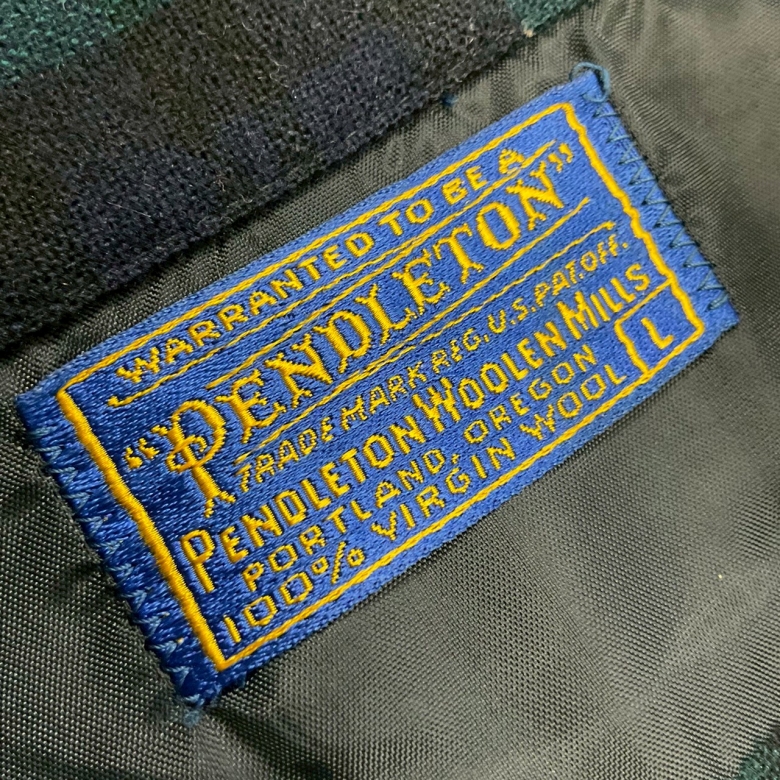 WARRANTED TO BE A
"PENDLETON"
TRADE MARK REG. U.S. PAT. OFF.
PENDLETON WOOLEN MILLS
PORTLAND, OREGON
100% VIRGIN WOOL L